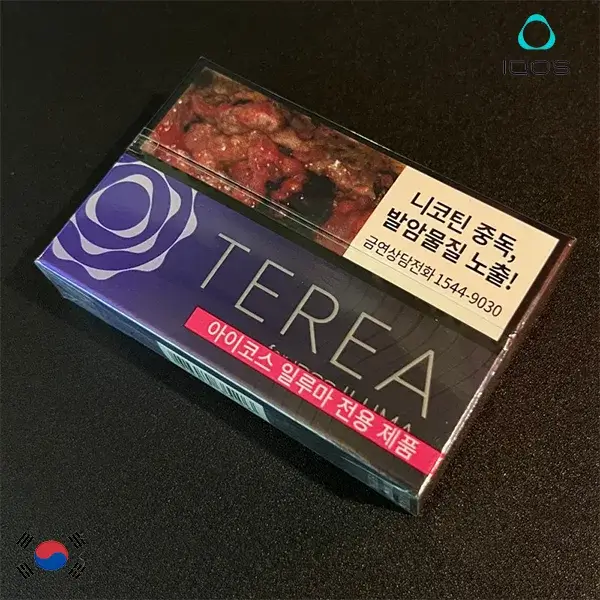 IQOS
니코틴 중독,
발암물질 노출!
금연상담전화 1544-9030
TEREA
아이코스 일루마 전용 제품